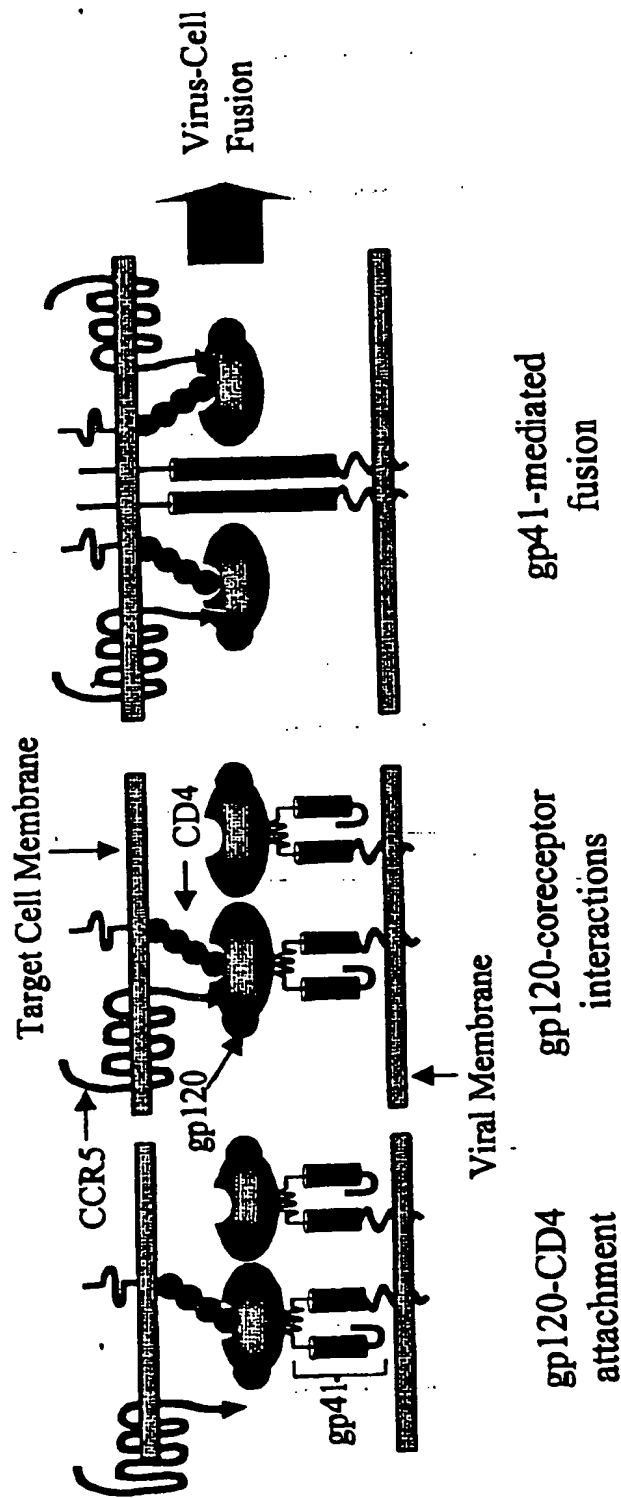 Target Cell Membrane
CCR5
CD4
gp120
Viral Membrane
gp41-
Virus-Cell
Fusion
gp120-CD4
attachment
gp120-coreceptor
interactions
gp41-mediated
fusion